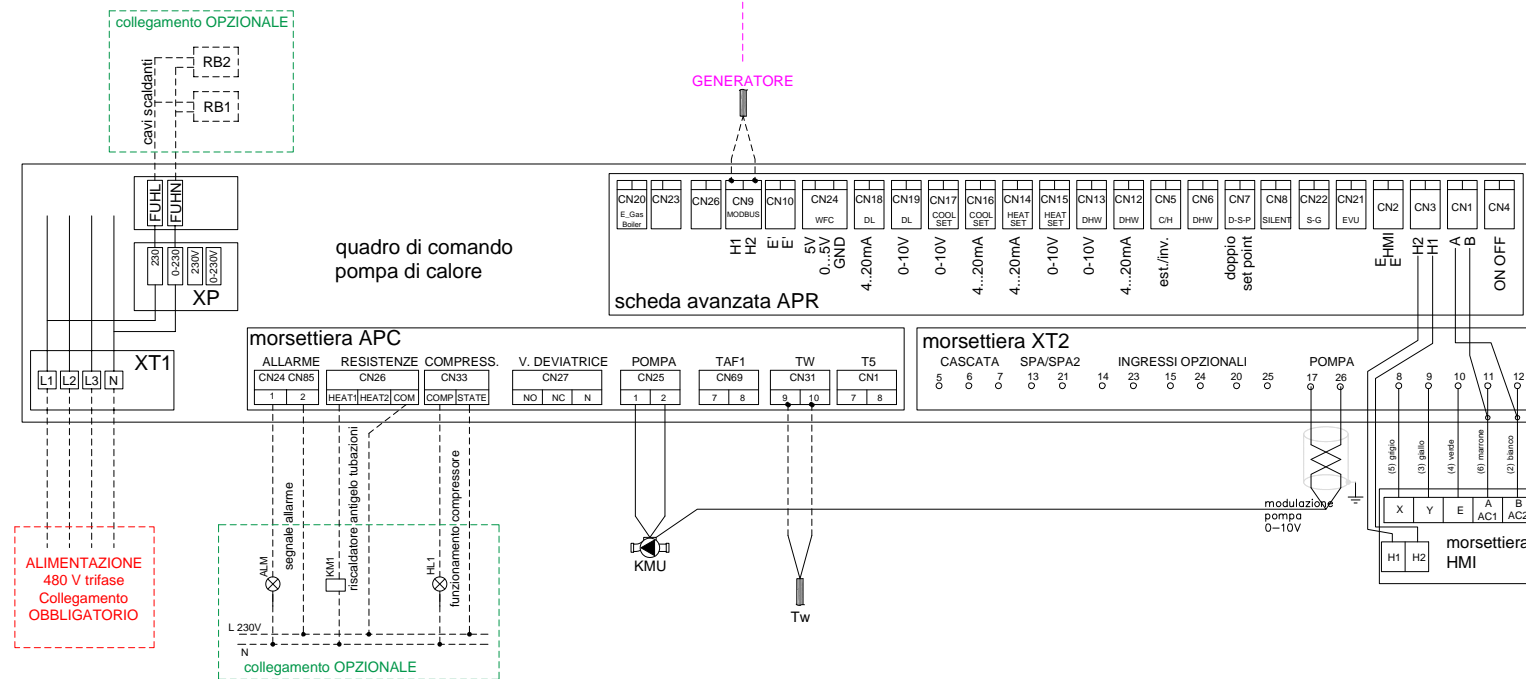 collegamento OPZIONALE
RB2
RB1
cavi scaldanti
GENERATORE
FUHL
FUHN
230
0-230
230V
0-230V
XP
quadro di comando
pompa di calore
CN20
E_Gas
Boiler
CN23
CN26
CN9
MODBUS
CN10
CN24
WFC
CN18
DL
CN19
DL
CN17
COOL
SET
CN16
COOL
SET
CN14
HEAT
SET
CN15
HEAT
SET
CN13
DHW
CN12
DHW
CN5
C/H
CN6
DHW
CN7
D-S-P
CN8
SILENT
CN22
S-G
CN21
EVU
CN2
CN3
CN1
CN4
H1
H2
E
E
5V
0...5V
GND
4...20mA
0-10V
0-10V
4...20mA
4...20mA
0-10V
0-10V
4...20mA
est./inv.
doppio
set point
E
HMI
E
H2
H1
A
B
ON OFF
scheda avanzata APR
XT1
L1
L2
L3
N
morsettiera APC
ALLARME
RESISTENZE
COMPRESS.
V. DEVIATRICE
POMPA
TAF1
TW
T5
CN24 CN85
CN26
CN33
CN27
CN25
CN69
CN31
CN1
1
2
HEAT1
HEAT2
COM
COMP
STATE
NO
NC
N
1
2
7
8
9
10
7
8
morsettiera XT2
CASCATA
SPA/SPA2
INGRESSI OPZIONALI
POMPA
5
6
7
13
21
14
23
15
24
20
25
17
26
8
9
10
11
12
(5) grigio
(3) giallo
(4) verde
(6) marrone
(2) bianco
modulazione
pompa
0-10V
X
Y
E
A
AC1
B
AC2
H1
H2
morsettiera
HMI
ALIMENTAZIONE
480 V trifase
Collegamento
OBBLIGATORIO
ALM
segnale allarme
KM1
riscaldatore antigelo tubazioni
HL1
funzionamento compressore
L 230V
N
collegamento OPZIONALE
KMU
Tw